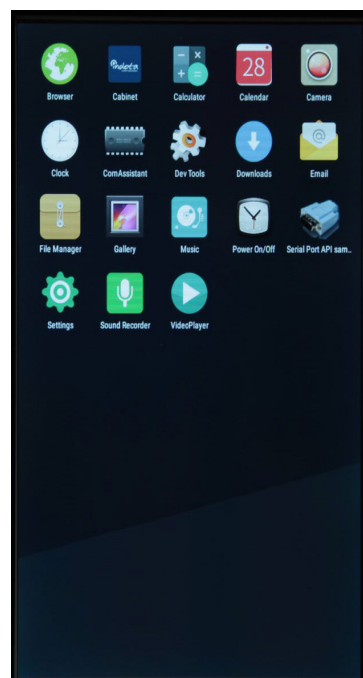 Browser
Cabinet
Calculator
28
Calendar
Camera
Clock
ComAssistant
Dev Tools
Downloads
Email
File Manager
Gallery
Music
Power On/Off
Serial Port API sam..
Settings
Sound Recorder
VideoPlayer